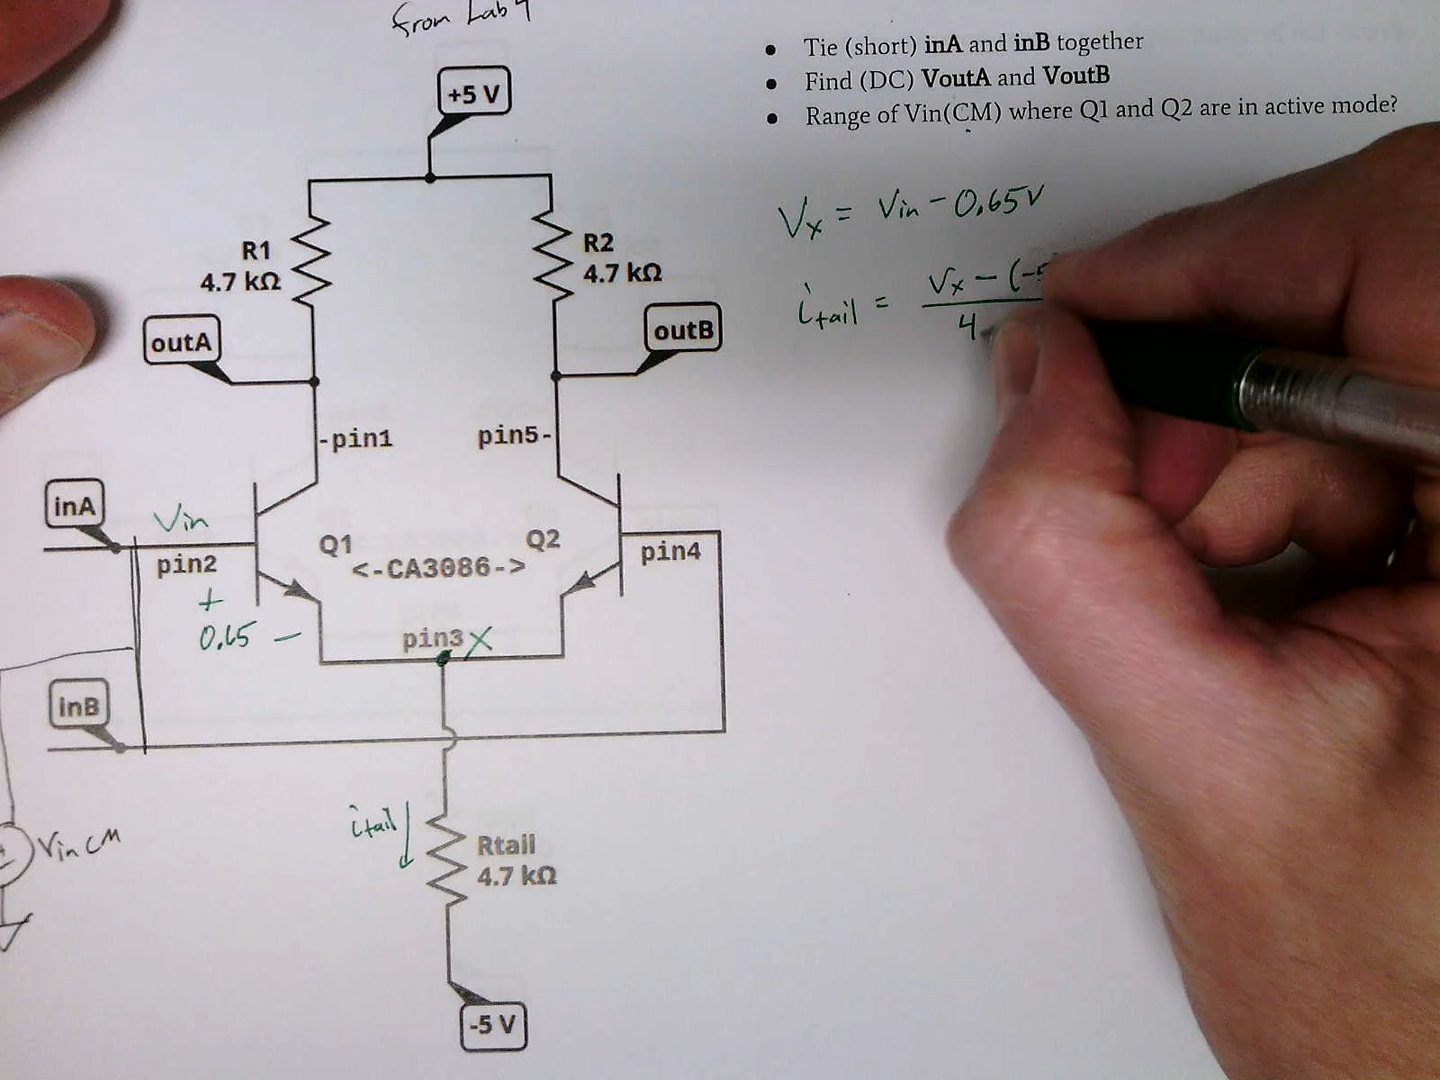 from Lab 4
• Tie (short) inA and inB together
• Find (DC) VoutA and VoutB
• Range of Vin(CM) where Q1 and Q2 are in active mode?
+5 V
Vx = Vin - 0.65V
itail = Vx - (-5
4
R1
4.7 kΩ
R2
4.7 kΩ
outA
outB
-pin1
pin5-
inA
Vin
pin2
Q1
Q2
<-CA3086->
pin4
+
0.65 -
pin3 X
inB
itail
Rtail
4.7 kΩ
+
-
Vin CM
-5 V